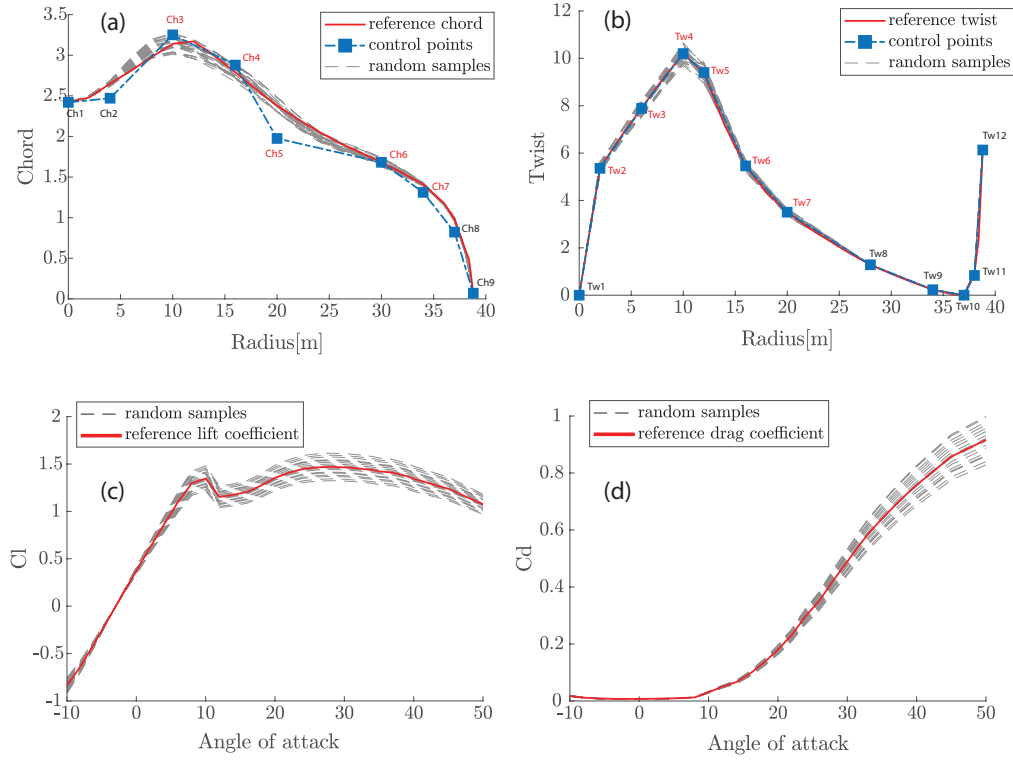 (a)
reference chord
control points
random samples
3.5
3
2.5
2
1.5
1
0.5
0
Chord
Ch1
Ch2
Ch3
Ch4
Ch5
Ch6
Ch7
Ch8
Ch9
0 5 10 15 20 25 30 35 40
Radius[m]
(b)
reference twist
control points
random samples
12
10
8
6
4
2
0
Twist
Tw1
Tw2
Tw3
Tw4
Tw5
Tw6
Tw7
Tw8
Tw9
Tw10
Tw11
Tw12
0 5 10 15 20 25 30 35 40
Radius[m]
random samples
reference lift coefficient
(c)
2
1.5
1
0.5
0
-0.5
-1
Cl
-10 0 10 20 30 40 50
Angle of attack
random samples
reference drag coefficient
(d)
1
0.8
0.6
0.4
0.2
0
Cd
-10 0 10 20 30 40 50
Angle of attack